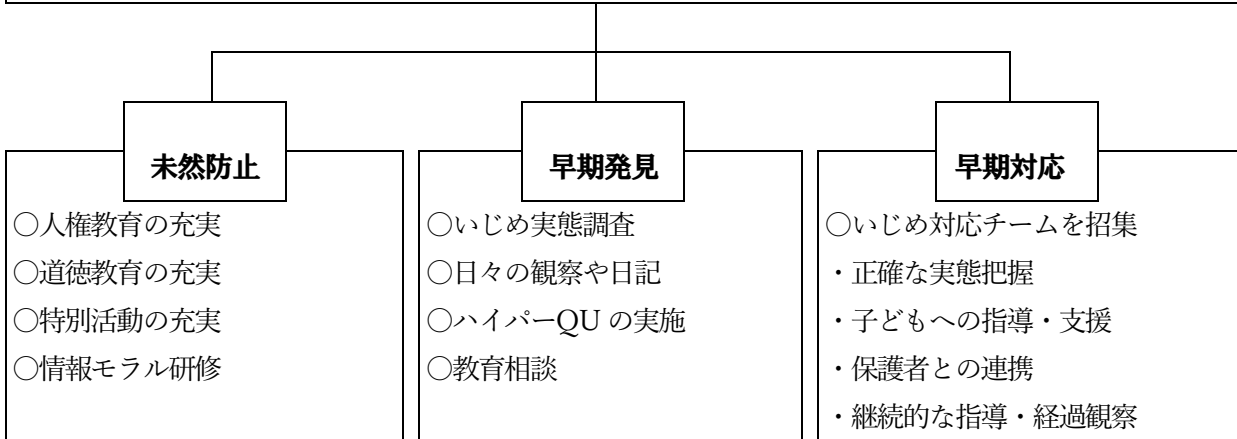 未然防止
○人権教育の充実
○道徳教育の充実
○特別活動の充実
○情報モラル研修
早期発見
○いじめ実態調査
○日々の観察や日記
○ハイパーQU の実施
○教育相談
早期対応
○いじめ対応チームを招集
・正確な実態把握
・子どもへの指導・支援
・保護者との連携
・継続的な指導・経過観察